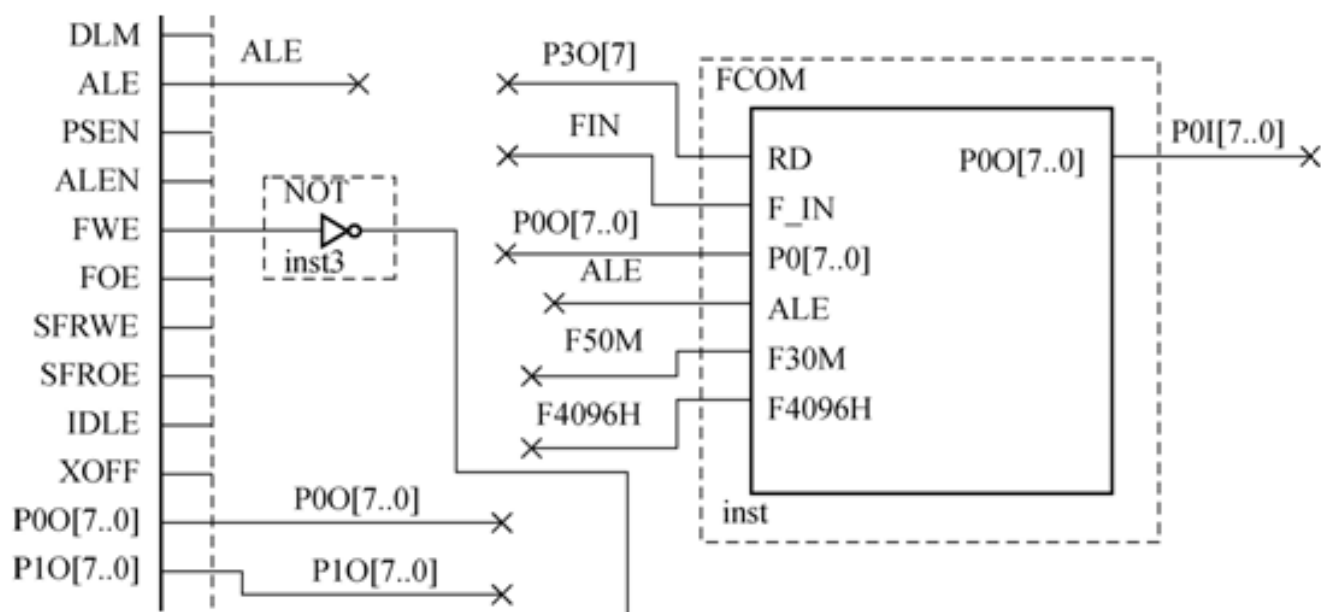 DLM
ALE
PSEN
ALEN
FWE
FOE
SFRWE
SFROE
IDLE
XOFF
P0O[7..0]
P1O[7..0]
ALE
NOT
inst3
P0O[7..0]
P1O[7..0]
P3O[7]
FIN
P0O[7..0]
ALE
F50M
F4096H
FCOM
RD
F_IN
P0[7..0]
ALE
F30M
F4096H
P0O[7..0]
inst
P0I[7..0]